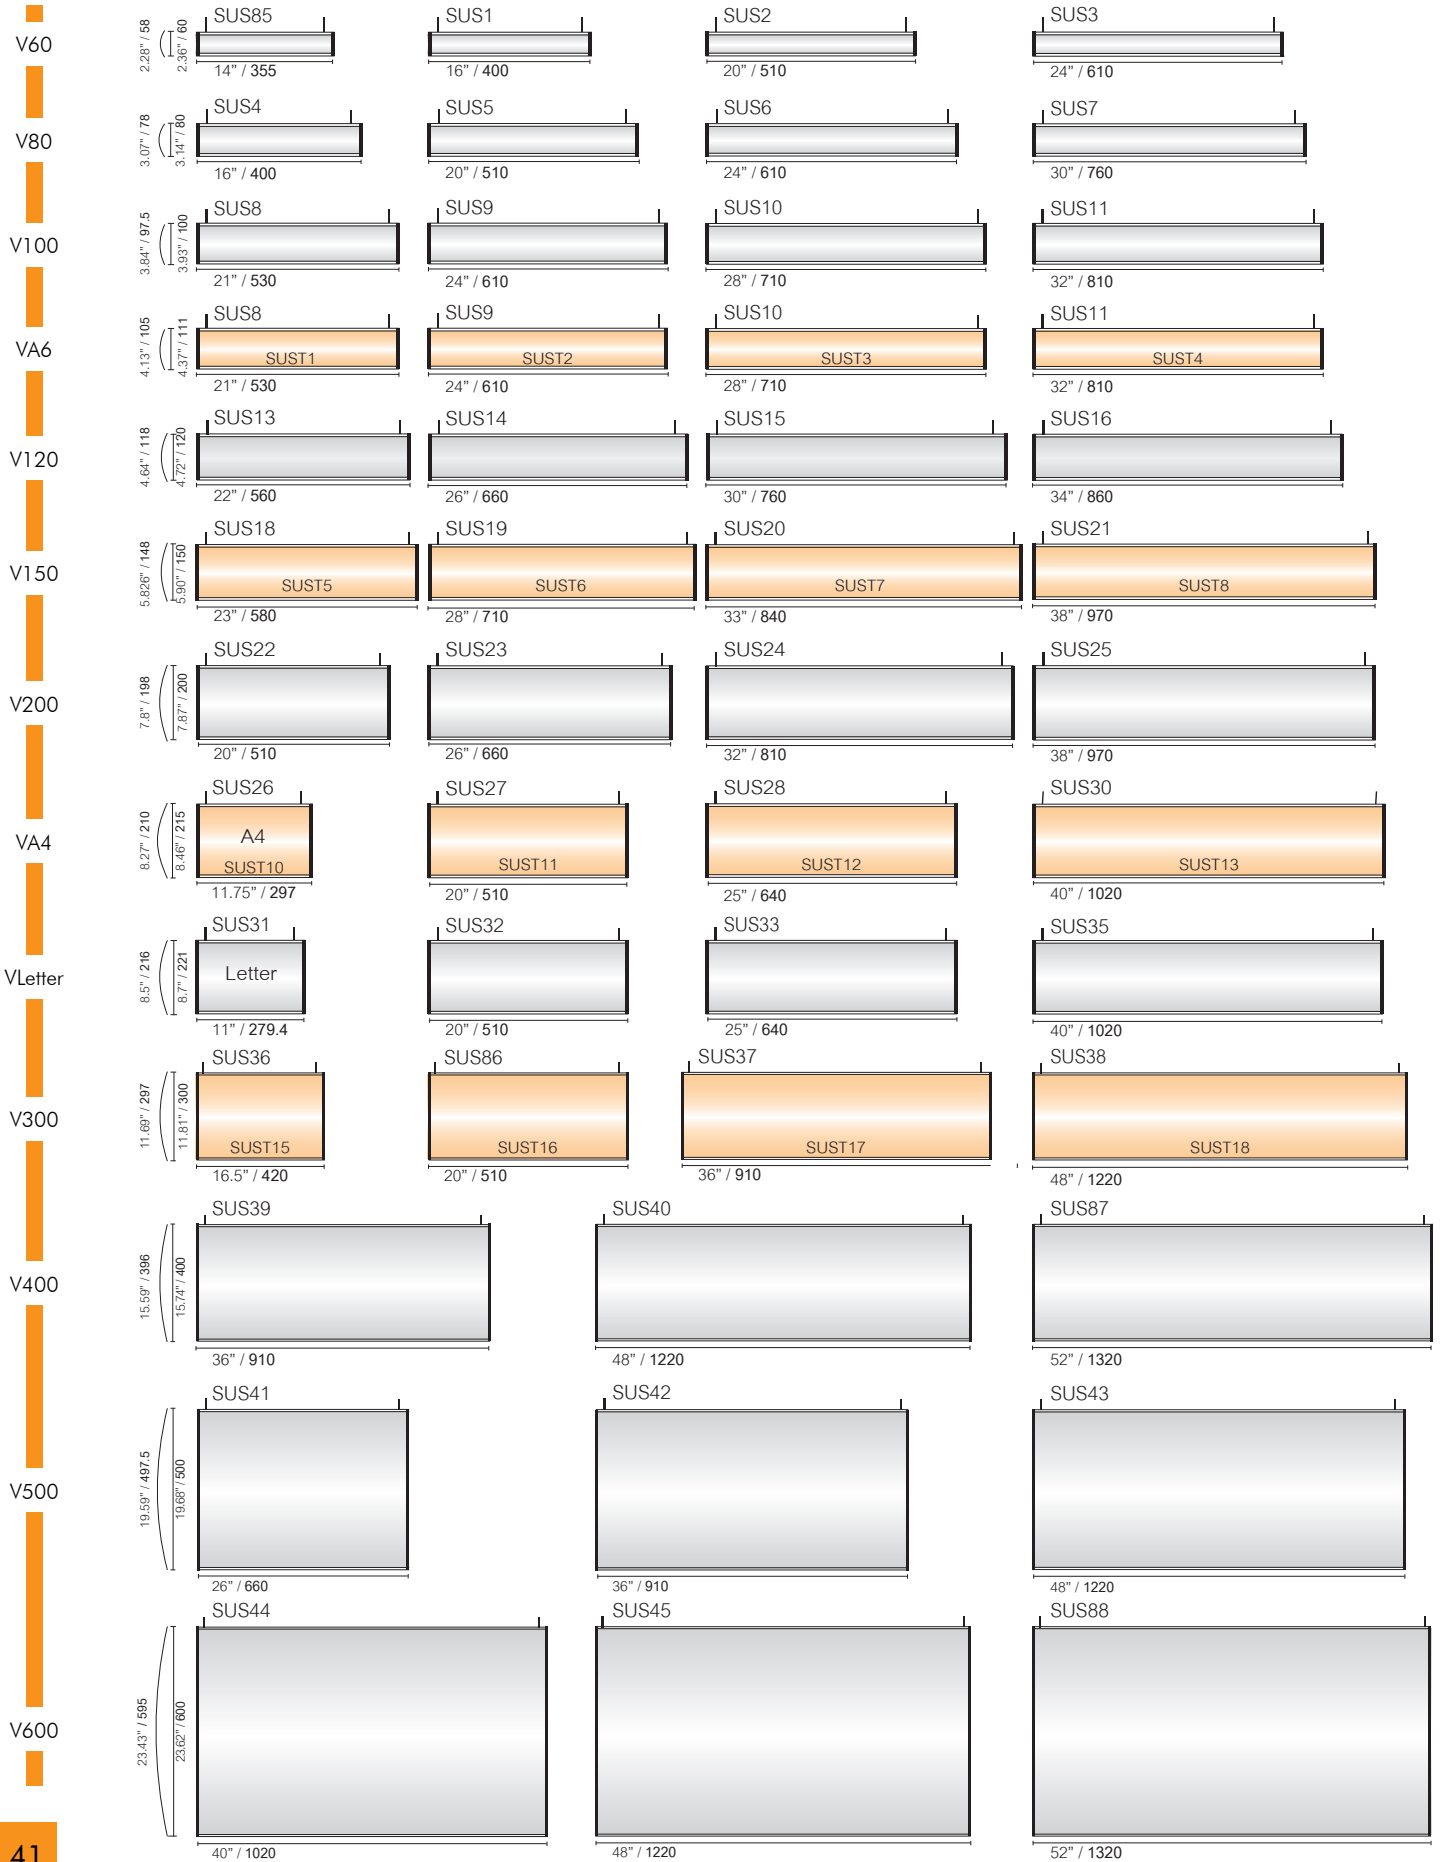 V60
2.28" / 58
2.36" / 60
SUS85
14” / 355
SUS1
16” / 400
SUS2
20” / 510
SUS3
24” / 610
V80
3.07" / 78
3.14" / 80
SUS4
16” / 400
SUS5
20” / 510
SUS6
24” / 610
SUS7
30” / 760
V100
3.84" / 97.5
3.93" / 100
SUS8
21” / 530
SUS9
24” / 610
SUS10
28” / 710
SUS11
32” / 810
VA6
4.13" / 105
4.37" / 111
SUS8
SUST1
21” / 530
SUS9
SUST2
24” / 610
SUS10
SUST3
28” / 710
SUS11
SUST4
32” / 810
V120
4.64" / 118
4.72" / 120
SUS13
22” / 560
SUS14
26” / 660
SUS15
30” / 760
SUS16
34” / 860
V150
5.826" / 148
5.90" / 150
SUS18
SUST5
23” / 580
SUS19
SUST6
28” / 710
SUS20
SUST7
33” / 840
SUS21
SUST8
38” / 970
V200
7.8" / 198
7.87" / 200
SUS22
20” / 510
SUS23
26” / 660
SUS24
32” / 810
SUS25
38” / 970
VA4
8.27" / 210
8.46" / 215
SUS26
A4
SUST10
11.75” / 297
SUS27
SUST11
20” / 510
SUS28
SUST12
25” / 640
SUS30
SUST13
40” / 1020
VLetter
8.5" / 216
8.7" / 221
SUS31
Letter
11” / 279.4
SUS32
20” / 510
SUS33
25” / 640
SUS35
40” / 1020
V300
11.69" / 297
11.81" / 300
SUS36
SUST15
16.5” / 420
SUS86
SUST16
20” / 510
SUS37
SUST17
36” / 910
SUS38
SUST18
48” / 1220
V400
15.59" / 396
15.74" / 400
SUS39
36” / 910
SUS40
48” / 1220
SUS87
52” / 1320
V500
19.59" / 497.5
19.68" / 500
SUS41
26” / 660
SUS42
36” / 910
SUS43
48” / 1220
V600
23.43" / 595
23.62" / 600
SUS44
40” / 1020
SUS45
48” / 1220
SUS88
52” / 1320
41